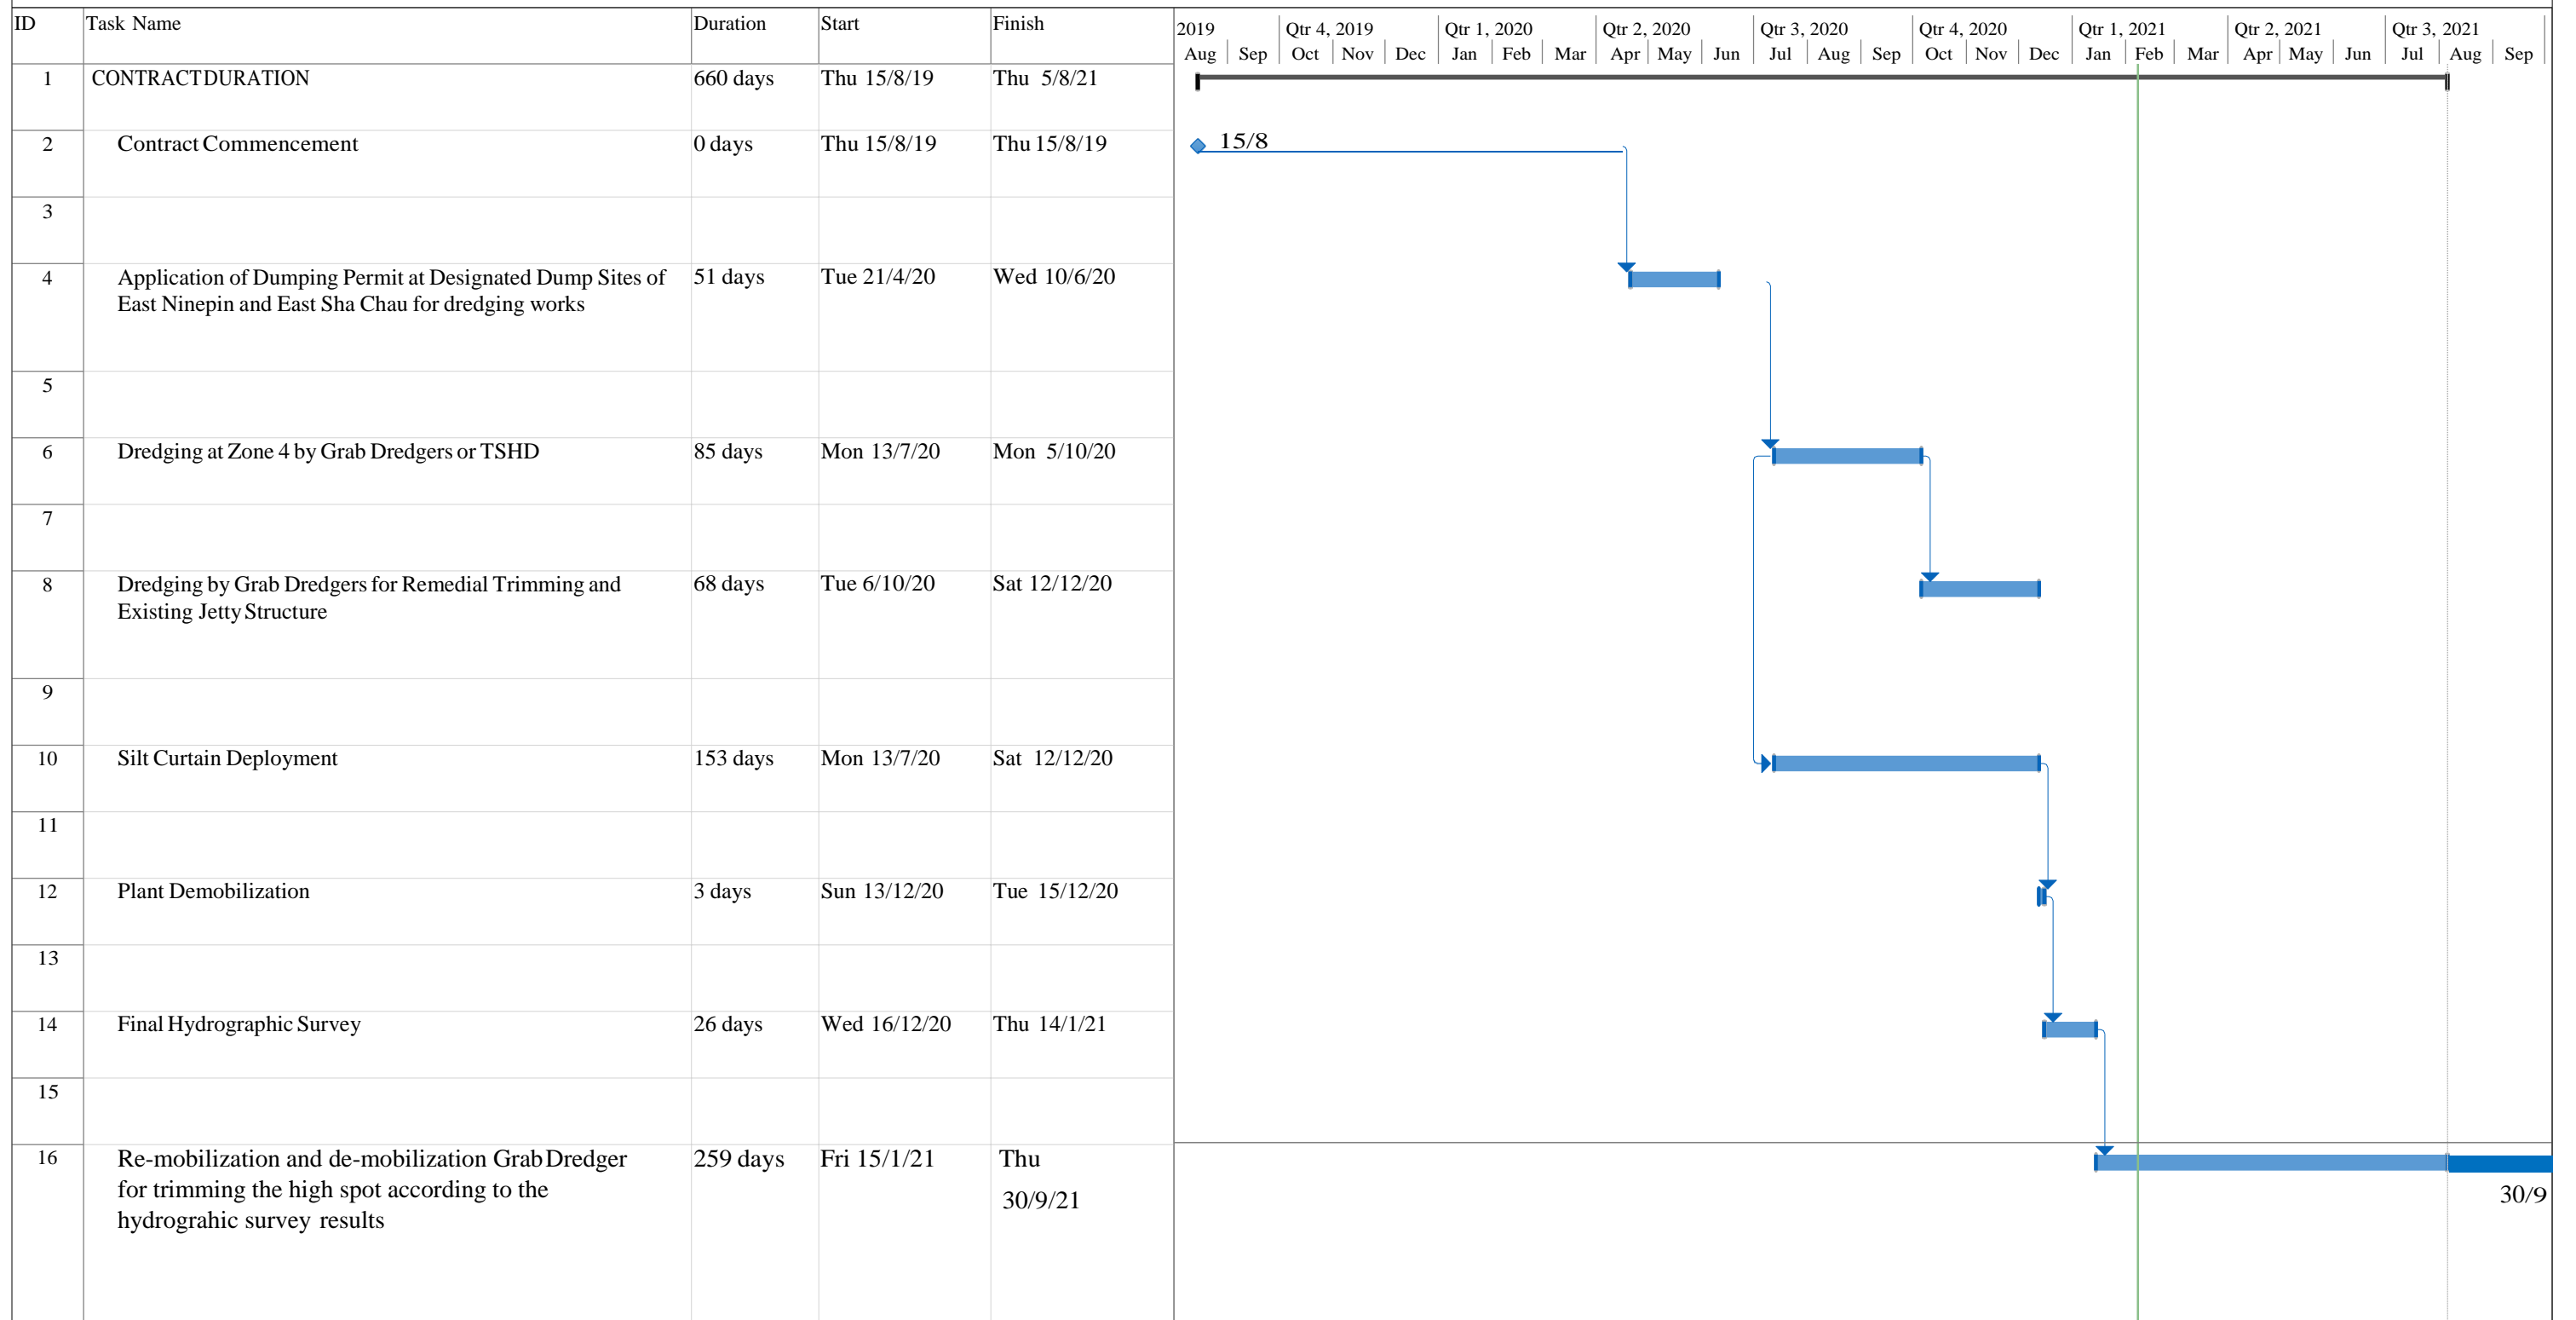 ID Task Name Duration Start Finish
2019 Qtr 4, 2019 Qtr 1, 2020 Qtr 2, 2020 Qtr 3, 2020 Qtr 4, 2020 Qtr 1, 2021 Qtr 2, 2021 Qtr 3, 2021
Aug Sep Oct Nov Dec Jan Feb Mar Apr May Jun Jul Aug Sep Oct Nov Dec Jan Feb Mar Apr May Jun Jul Aug Sep
1 CONTRACT DURATION 660 days Thu 15/8/19 Thu 5/8/21
2 Contract Commencement 0 days Thu 15/8/19 Thu 15/8/19 15/8
3
4 Application of Dumping Permit at Designated Dump Sites of 51 days Tue 21/4/20 Wed 10/6/20
East Ninepin and East Sha Chau for dredging works
5
6 Dredging at Zone 4 by Grab Dredgers or TSHD 85 days Mon 13/7/20 Mon 5/10/20
7
8 Dredging by Grab Dredgers for Remedial Trimming and 68 days Tue 6/10/20 Sat 12/12/20
Existing Jetty Structure
9
10 Silt Curtain Deployment 153 days Mon 13/7/20 Sat 12/12/20
11
12 Plant Demobilization 3 days Sun 13/12/20 Tue 15/12/20
13
14 Final Hydrographic Survey 26 days Wed 16/12/20 Thu 14/1/21
15
16 Re-mobilization and de-mobilization Grab Dredger 259 days Fri 15/1/21 Thu
for trimming the high spot according to the 30/9/21 30/9
hydrograhic survey results